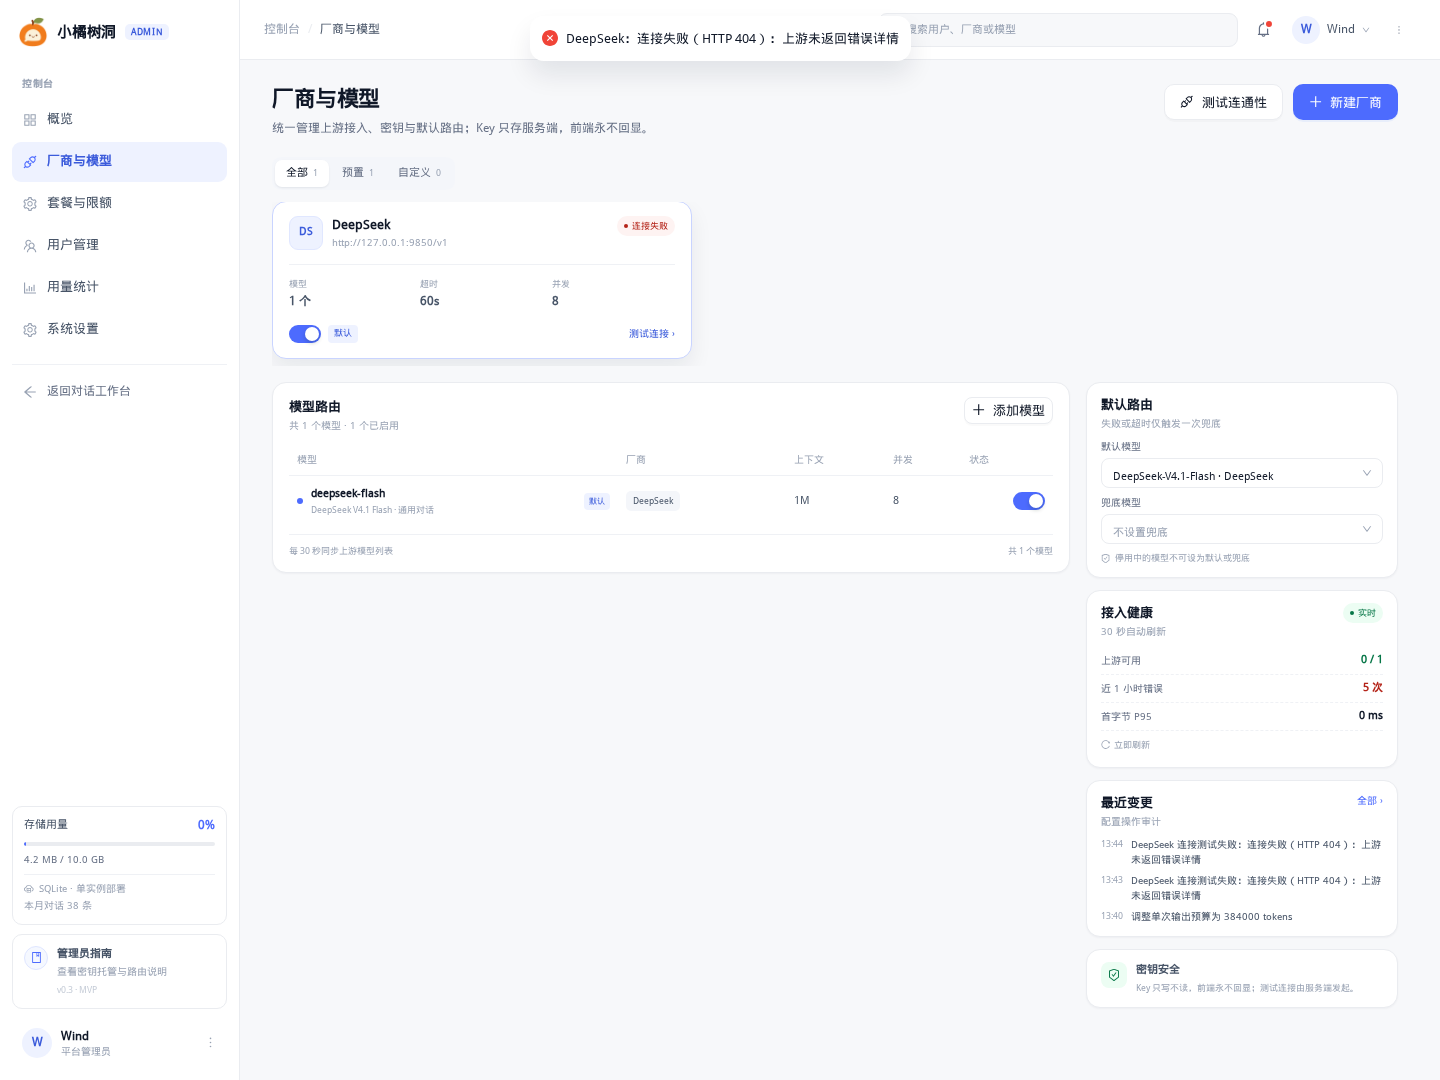 小橘树洞 ADMIN
控制台
概览
厂商与模型
套餐与限额
用户管理
用量统计
系统设置
返回对话工作台
存储用量 0%
4.2 MB / 10.0 GB
SQLite · 单实例部署
本月对话 38 条
管理员指南
查看密钥托管与路由说明
v0.3 · MVP
W Wind
平台管理员
控制台 / 厂商与模型
DeepSeek：连接失败（HTTP 404）：上游未返回错误详情
搜索用户、厂商或模型
W Wind
厂商与模型
统一管理上游接入、密钥与默认路由；Key 只存服务端，前端永不回显。
测试连通性
新建厂商
全部 1 预置 1 自定义 0
DS DeepSeek
http://127.0.0.1:9850/v1
连接失败
模型 超时 并发
1 个 60s 8
默认 测试连接 ›
模型路由
共 1 个模型 · 1 个已启用
添加模型
模型 厂商 上下文 并发 状态
deepseek-flash 默认 DeepSeek 1M 8
DeepSeek V4.1 Flash · 通用对话
每 30 秒同步上游模型列表 共 1 个模型
默认路由
失败或超时仅触发一次兜底
默认模型
DeepSeek-V4.1-Flash · DeepSeek
兜底模型
不设置兜底
停用中的模型不可设为默认或兜底
接入健康 实时
30 秒自动刷新
上游可用 0 / 1
近 1 小时错误 5 次
首字节 P95 0 ms
立即刷新
最近变更 全部 ›
配置操作审计
13:44 DeepSeek 连接测试失败：连接失败（HTTP 404）：上游
未返回错误详情
13:43 DeepSeek 连接测试失败：连接失败（HTTP 404）：上游
未返回错误详情
13:40 调整单次输出预算为 384000 tokens
密钥安全
Key 只写不读，前端永不回显；测试连接由服务端发起。